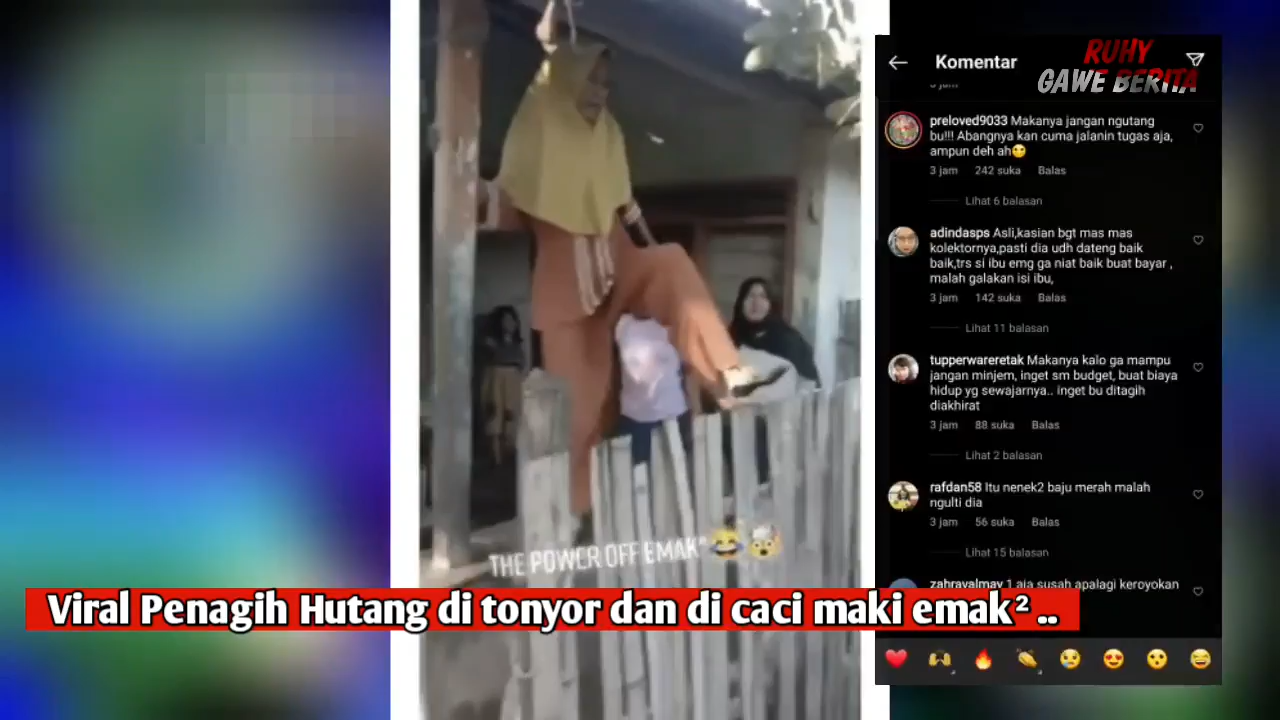 Komentar
RUHY
GAWE BERITA
3 jam
preloved9033 Makanya jangan ngutang
bu!!! Abangnya kan cuma jalanin tugas aja,
ampun deh ah🙄
3 jam 242 suka Balas
Lihat 6 balasan
adindasps Asli,kasian bgt mas mas
kolektornya,pasti dia udh dateng baik
baik,trs si ibu emg ga niat baik buat bayar ,
malah galakan isi ibu,
3 jam 142 suka Balas
Lihat 11 balasan
tupperwareretak Makanya kalo ga mampu
jangan minjem, inget sm budget, buat biaya
hidup yg sewajarnya.. inget bu ditagih
diakhirat
3 jam 88 suka Balas
Lihat 2 balasan
rafdan58 Itu nenek2 baju merah malah
ngulti dia
3 jam 56 suka Balas
Lihat 15 balasan
zahravalmay 1 aja susah apalagi keroyokan
THE POWER OFF EMAK"😂🤯
Viral Penagih Hutang di tonyor dan di caci maki emak² ..